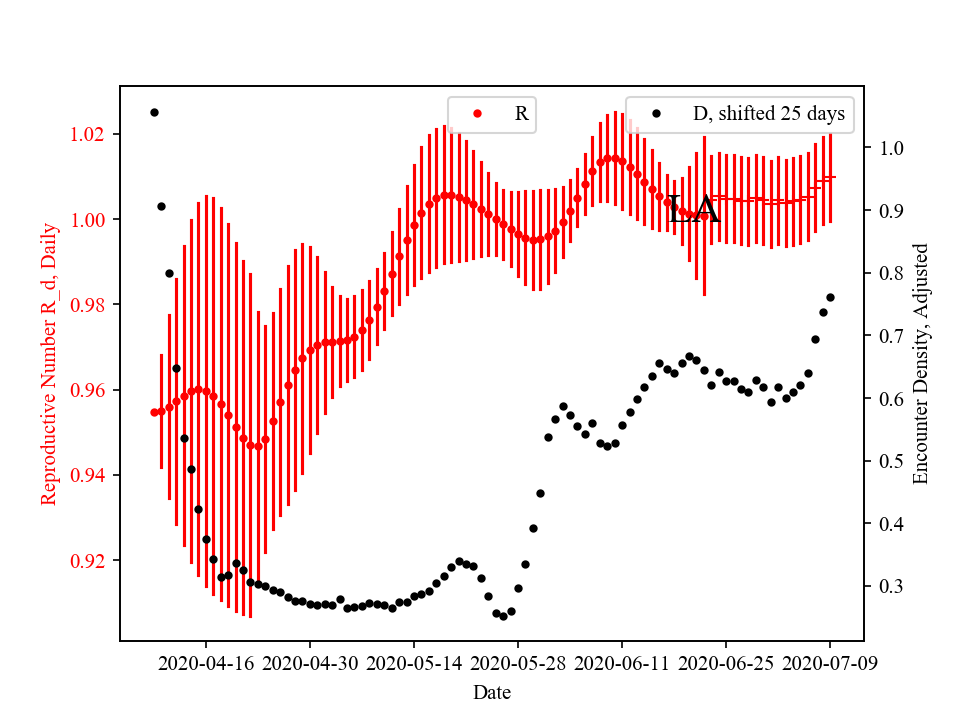 R
D, shifted 25 days
1.02
1.00
0.98
0.96
0.94
0.92
Reproductive Number R_d, Daily
LA
1.0
0.9
0.8
0.7
0.6
0.5
0.4
0.3
Encounter Density, Adjusted
2020-04-16 2020-04-30 2020-05-14 2020-05-28 2020-06-11 2020-06-25 2020-07-09
Date